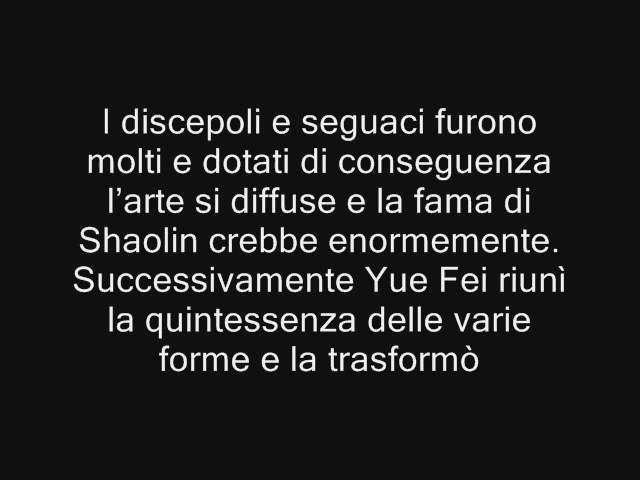 I discepoli e seguaci furono
molti e dotati di conseguenza
l’arte si diffuse e la fama di
Shaolin crebbe enormemente.
Successivamente Yue Fei riunì
la quintessenza delle varie
forme e la trasformò